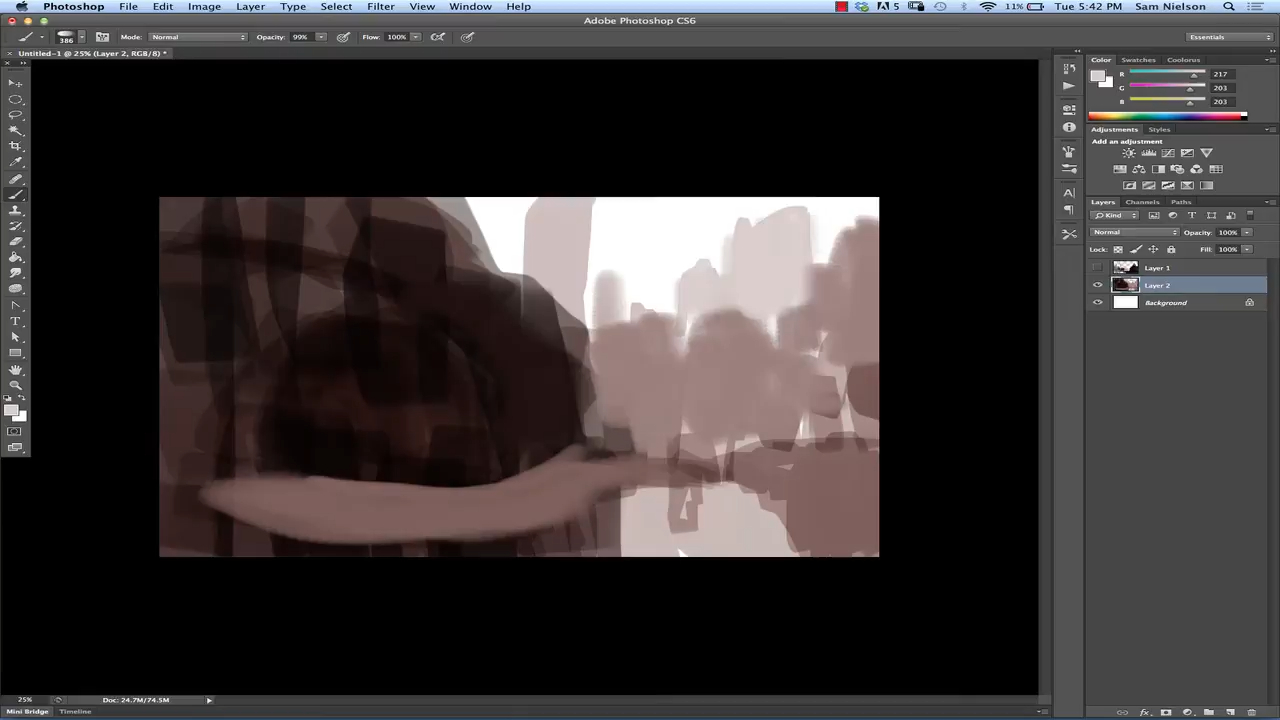 Photoshop File Edit Image Layer Type Select Filter View Window Help 5 11% Tue 5:42 PM Sam Nielson
Adobe Photoshop CS6
386 Mode: Normal Opacity: 99% Flow: 100% Essentials
Untitled-1 @ 25% (Layer 2, RGB/8) *
Color Swatches Coolorus
R 217
G 203
B 203
Adjustments Styles
Add an adjustment
Layers Channels Paths
Kind
Normal Opacity: 100%
Lock: Fill: 100%
Layer 1
Layer 2
Background
25% Doc: 24.7M/74.5M
Mini Bridge Timeline